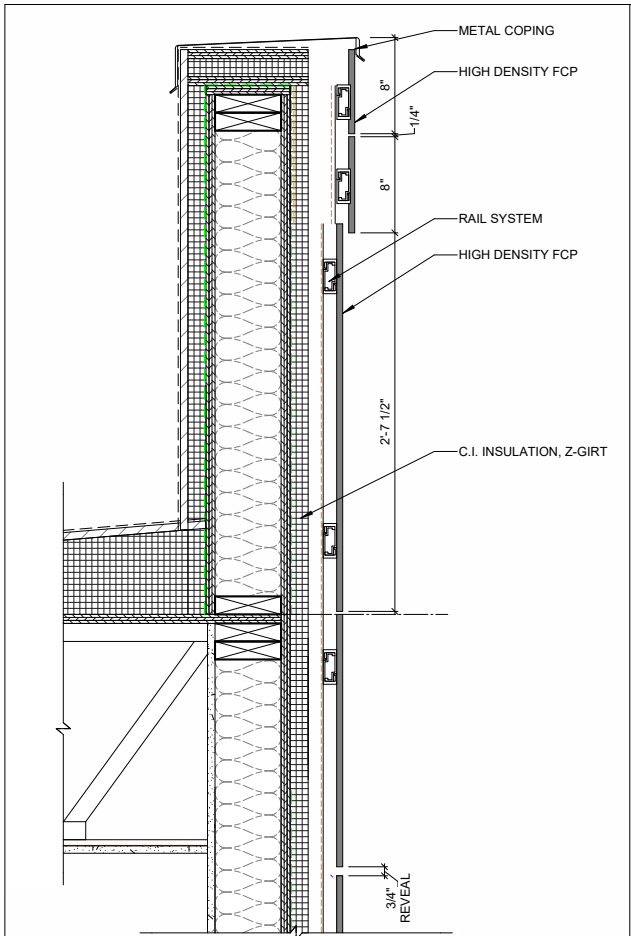 METAL COPING
8"
HIGH DENSITY FCP
1/4"
8"
RAIL SYSTEM
HIGH DENSITY FCP
2'-7 1/2"
C.I. INSULATION, Z-GIRT
3/4"
REVEAL